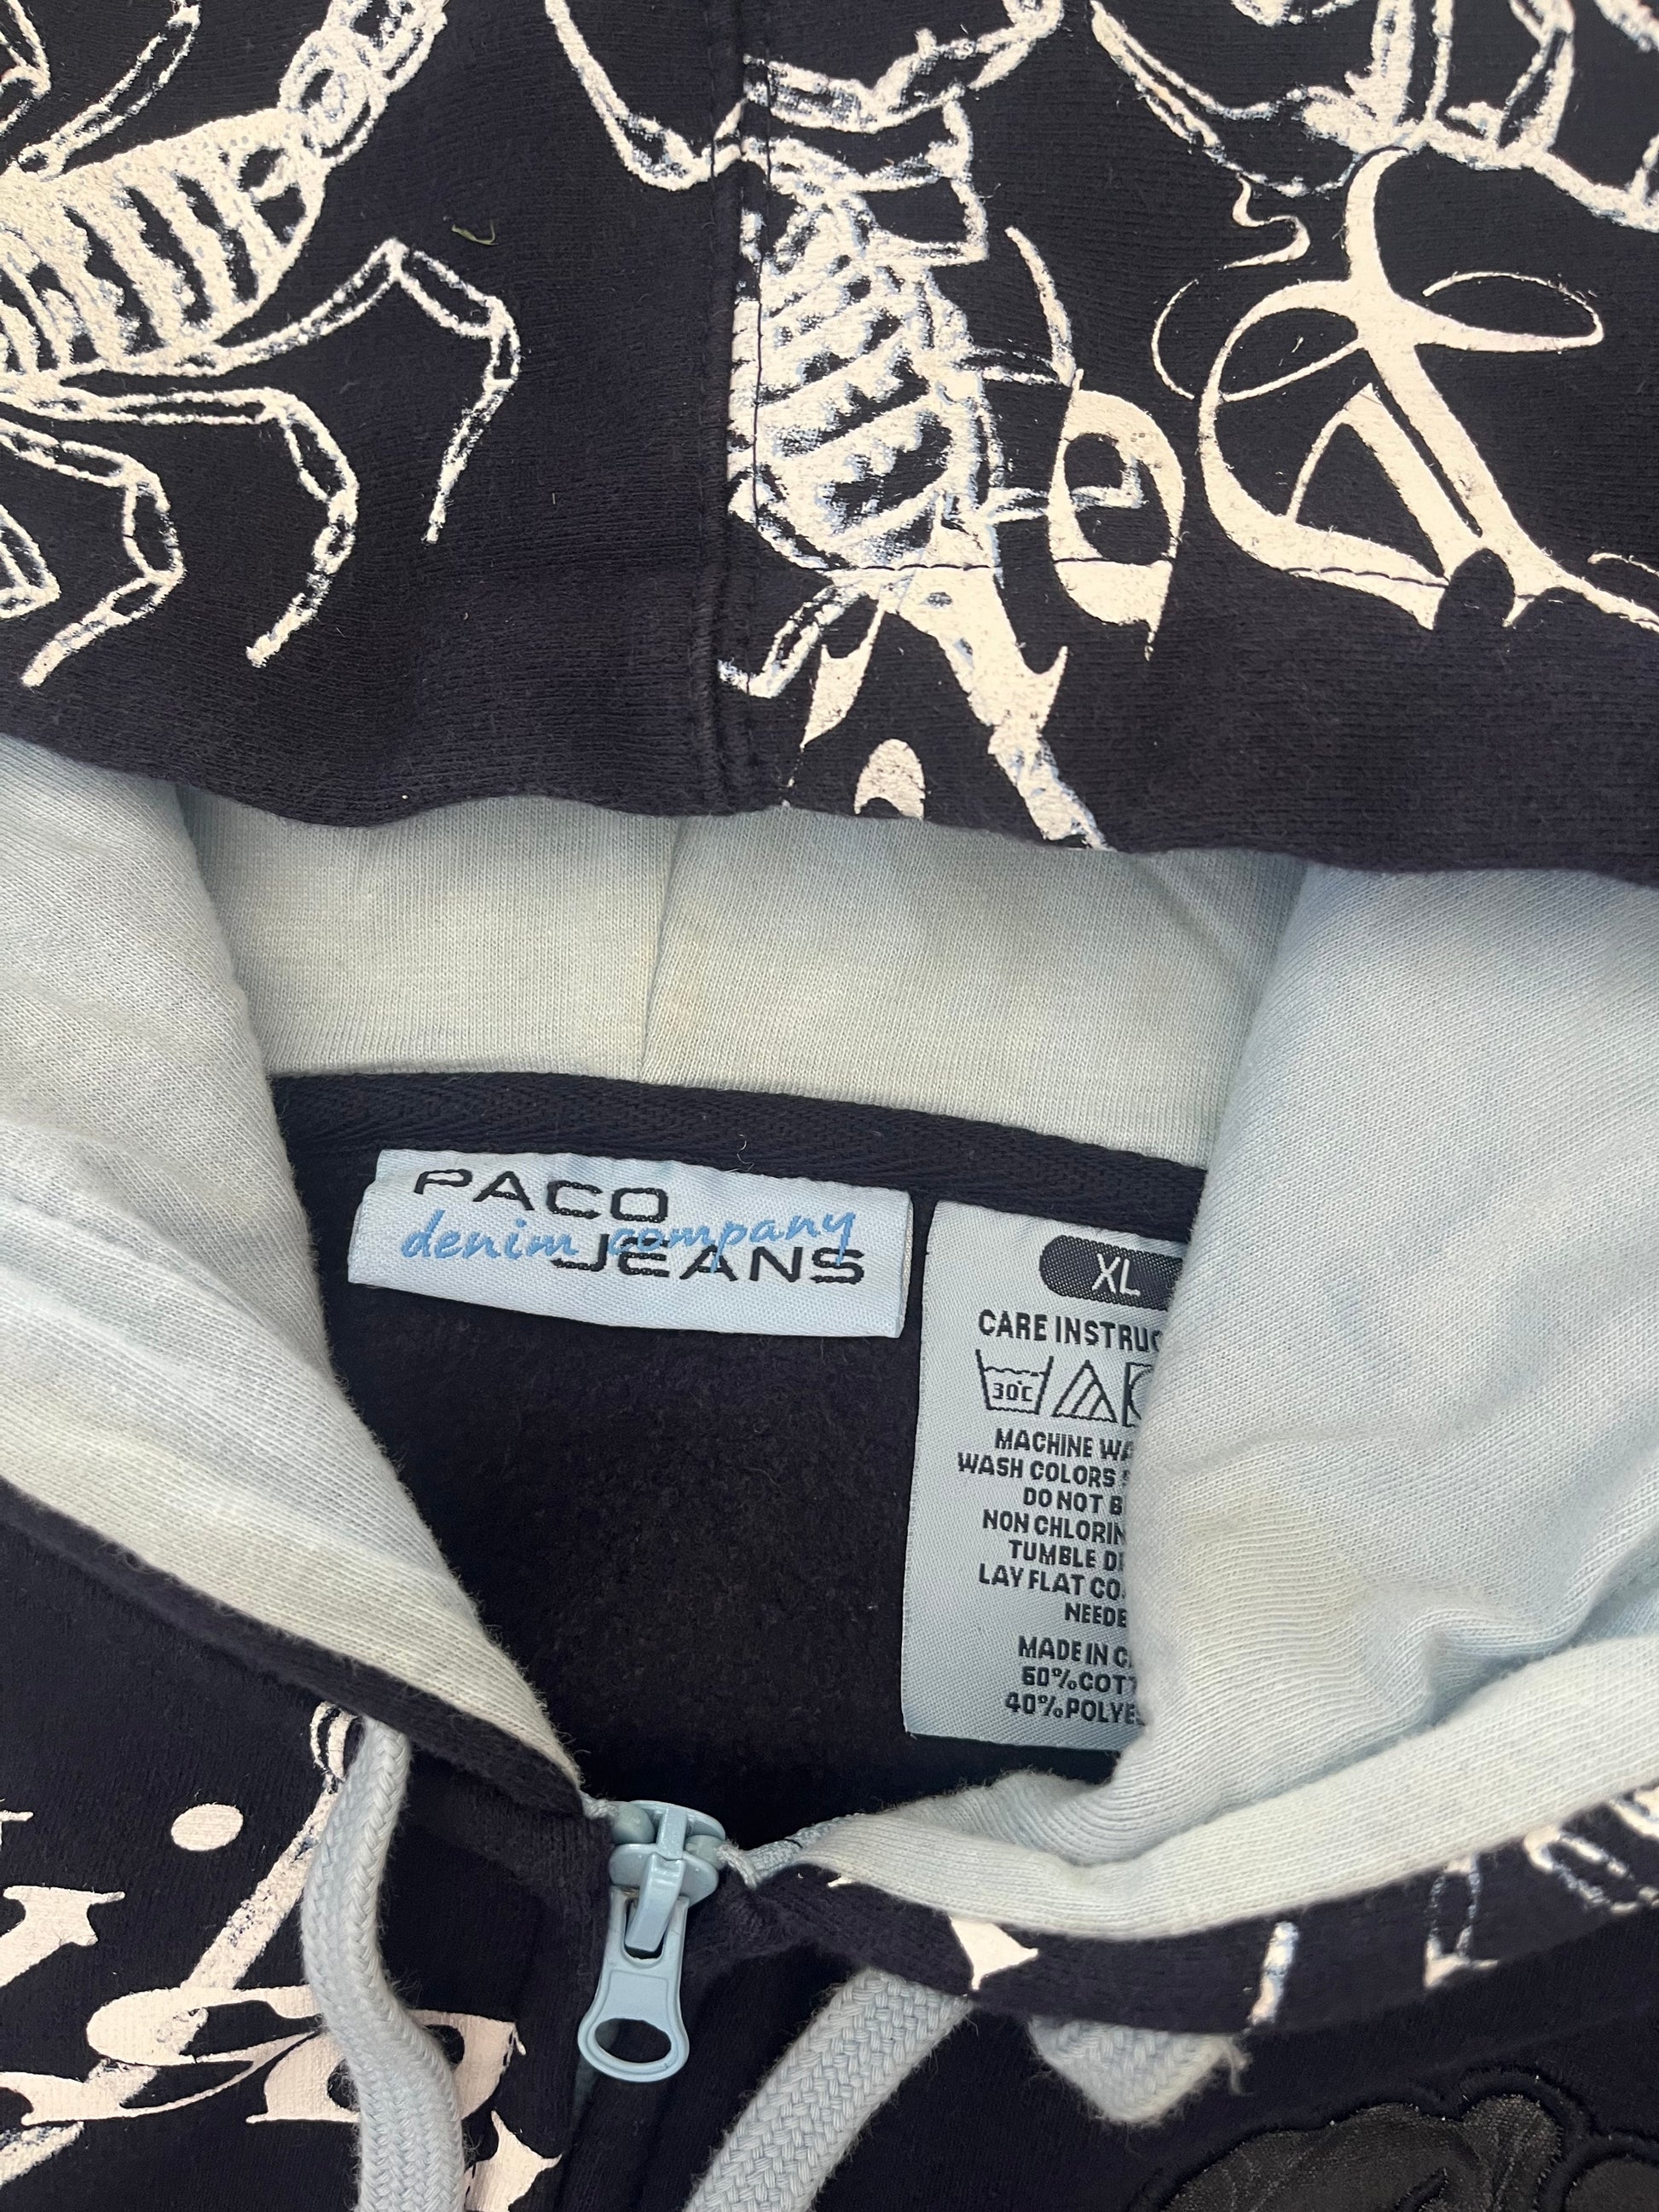 PACO
denim company
JEANS
XL
CARE INSTRUC
30°C
MACHINE WA
WASH COLORS
DO NOT B
NON CHLORIN
TUMBLE D
LAY FLAT CO
NEEDE
MADE IN C
60%COTT
40%POLYES